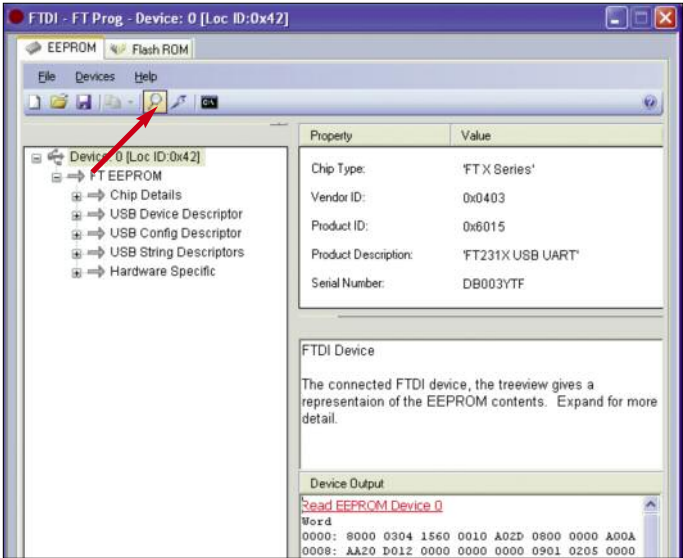 FTDI - FT Prog - Device: 0 [Loc ID:0x42]
EEPROM Flash ROM
File Devices Help
C:\
Property Value
Device: 0 [Loc ID:0x42]
FT EEPROM
Chip Details
USB Device Descriptor
USB Config Descriptor
USB String Descriptors
Hardware Specific
Chip Type: 'FT X Series'
Vendor ID: 0x0403
Product ID: 0x6015
Product Description: 'FT231X USB UART'
Serial Number: DB003YTF
FTDI Device
The connected FTDI device, the treeview gives a
representaion of the EEPROM contents. Expand for more
detail.
Device Output
Read EEPROM Device 0
Word
0000: 8000 0304 1560 0010 A02D 0800 0000 A00A
0008: AA20 D012 0000 0000 0000 0901 0205 0000